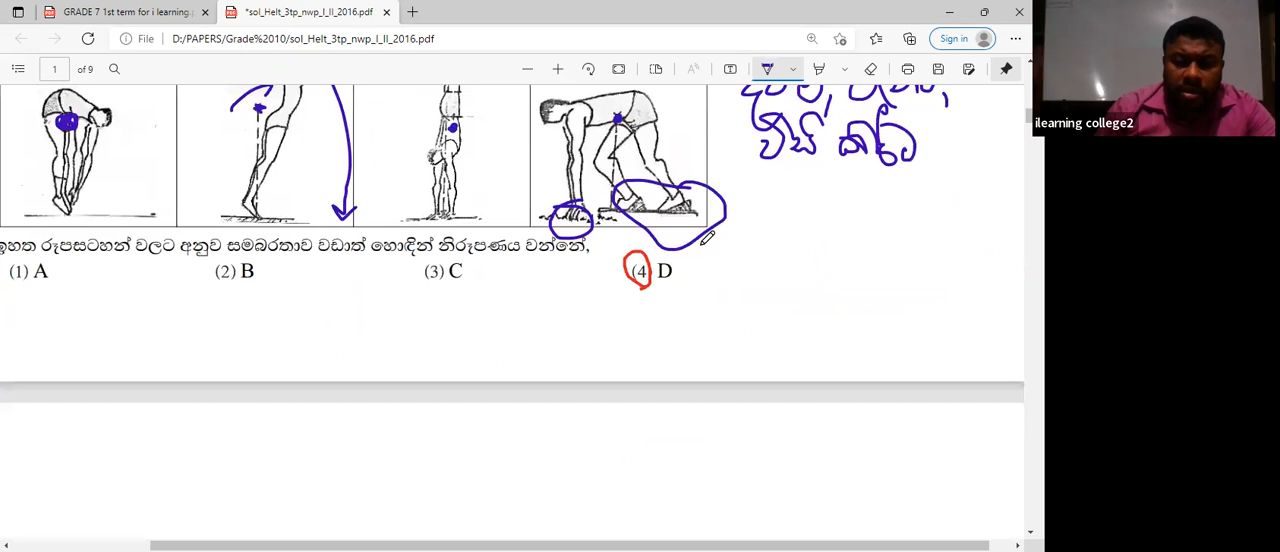 GRADE 7 1st term for i learning
*sol_Helt_3tp_nwp_I_II_2016.pdf
File D:/PAPERS/Grade%2010/sol_Helt_3tp_nwp_I_II_2016.pdf
Sign in
1 of 9
ilearning college2
විසි කිරීම
ඉහත රූපසටහන් වලට අනුව සමබරතාව වඩාත් හොඳින් නිරූපණය වන්නේ,
(1) A (2) B (3) C (4) D